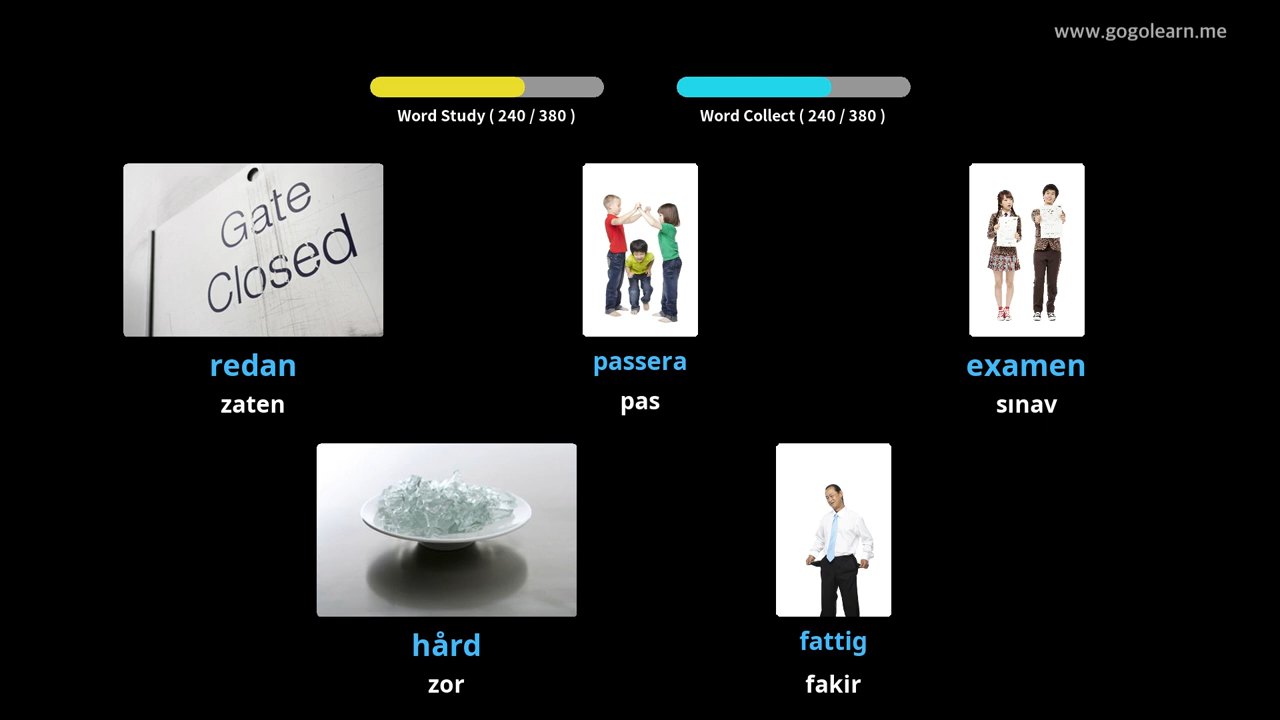 www.gogolearn.me
Word Study ( 240 / 380 )
Word Collect ( 240 / 380 )
Gate
Closed
redan
zaten
passera
pas
examen
sınav
hård
zor
fattig
fakir